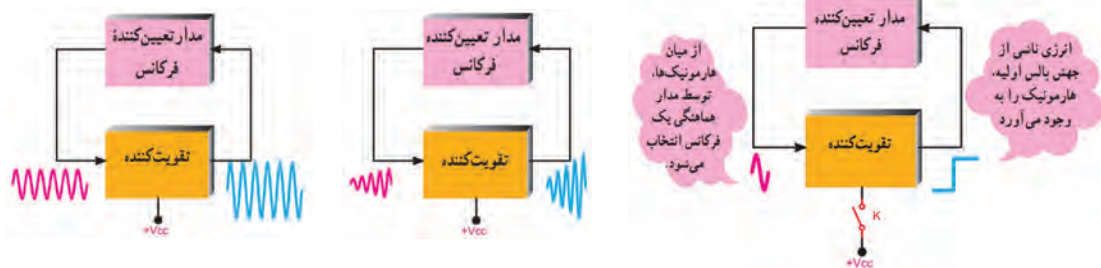 مدار تعیین‌کنندهٔ
فرکانس
تقویت‌کننده
+Vcc
مدار تعیین‌کننده
فرکانس
تقویت‌کننده
+Vcc
مدار تعیین‌کننده
فرکانس
تقویت‌کننده
K
+Vcc
از میان
هارمونیک‌ها،
توسط مدار
هماهنگی یک
فرکانس انتخاب
می‌شود.
انرژی ناشی از
جهش پالس اولیه،
هارمونیک را به
وجود می‌آورد